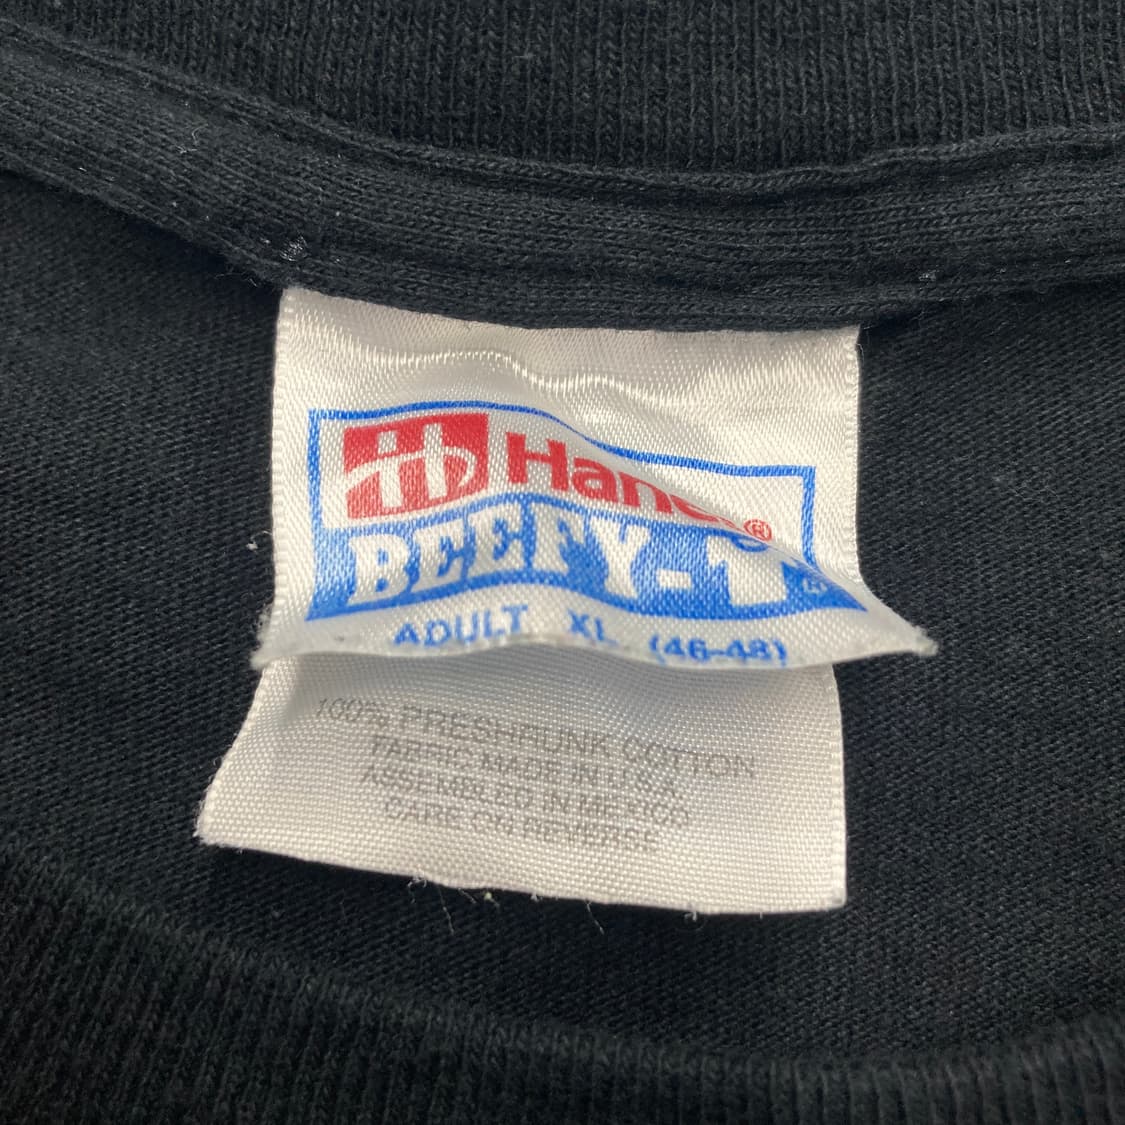 Hanes®
BEEFY-T®
ADULT XL (46-48)
100% PRESHRUNK COTTON
FABRIC MADE IN U.S.A.
ASSEMBLED IN MEXICO
CARE ON REVERSE